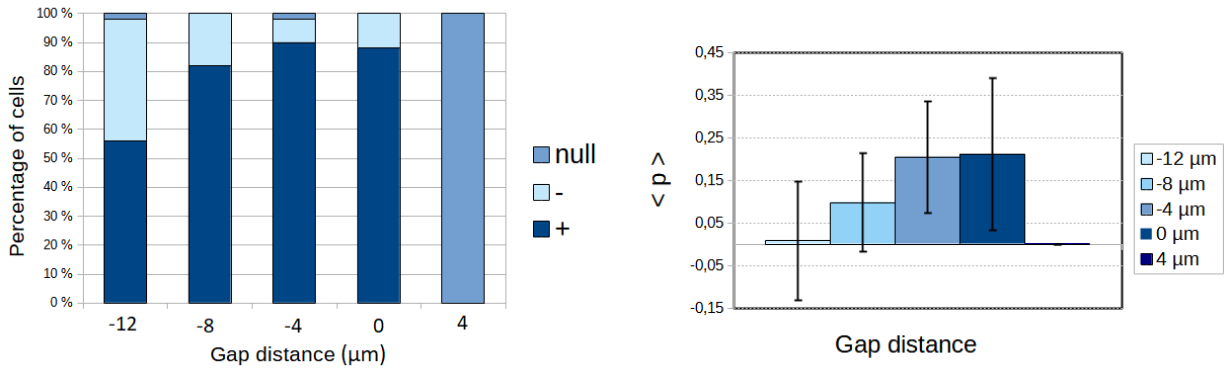 Percentage of cells
100 %
90 %
80 %
70 %
60 %
50 %
40 %
30 %
20 %
10 %
0 %
-12 -8 -4 0 4
Gap distance (µm)
null
-
+
< p >
0,45
0,35
0,25
0,15
0,05
-0,05
-0,15
Gap distance
-12 µm
-8 µm
-4 µm
0 µm
4 µm